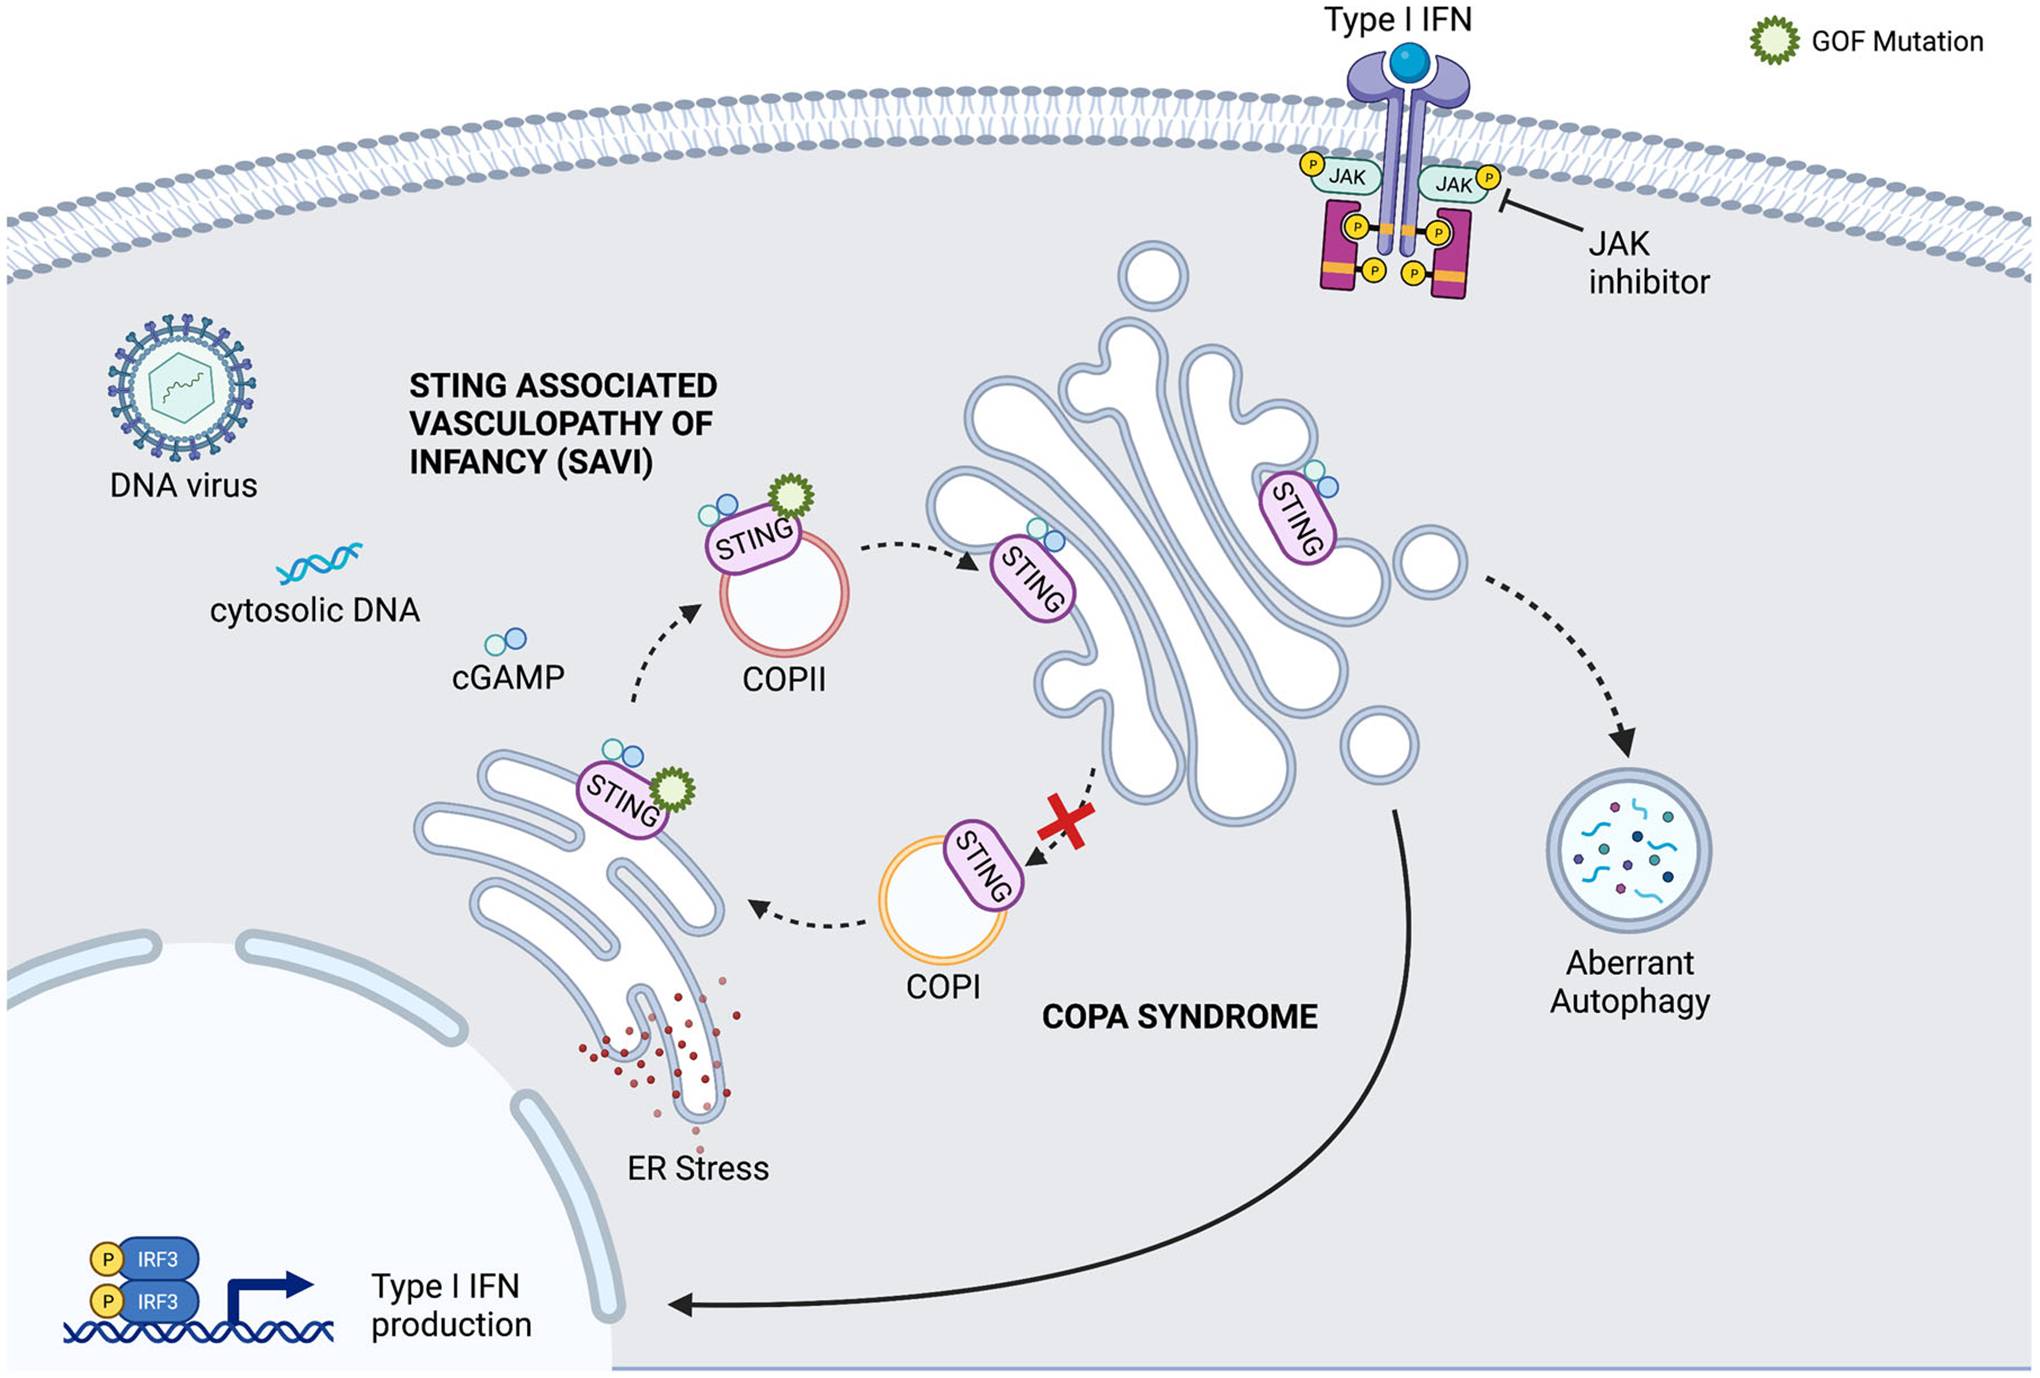 Type I IFN
GOF Mutation
P
JAK
JAK
P
P
P
P
P
JAK
inhibitor
DNA virus
STING ASSOCIATED
VASCULOPATHY OF
INFANCY (SAVI)
cytosolic DNA
cGAMP
STING
COPII
STING
STING
STING
STING
COPI
COPA SYNDROME
Aberrant
Autophagy
ER Stress
P
IRF3
P
IRF3
Type I IFN
production